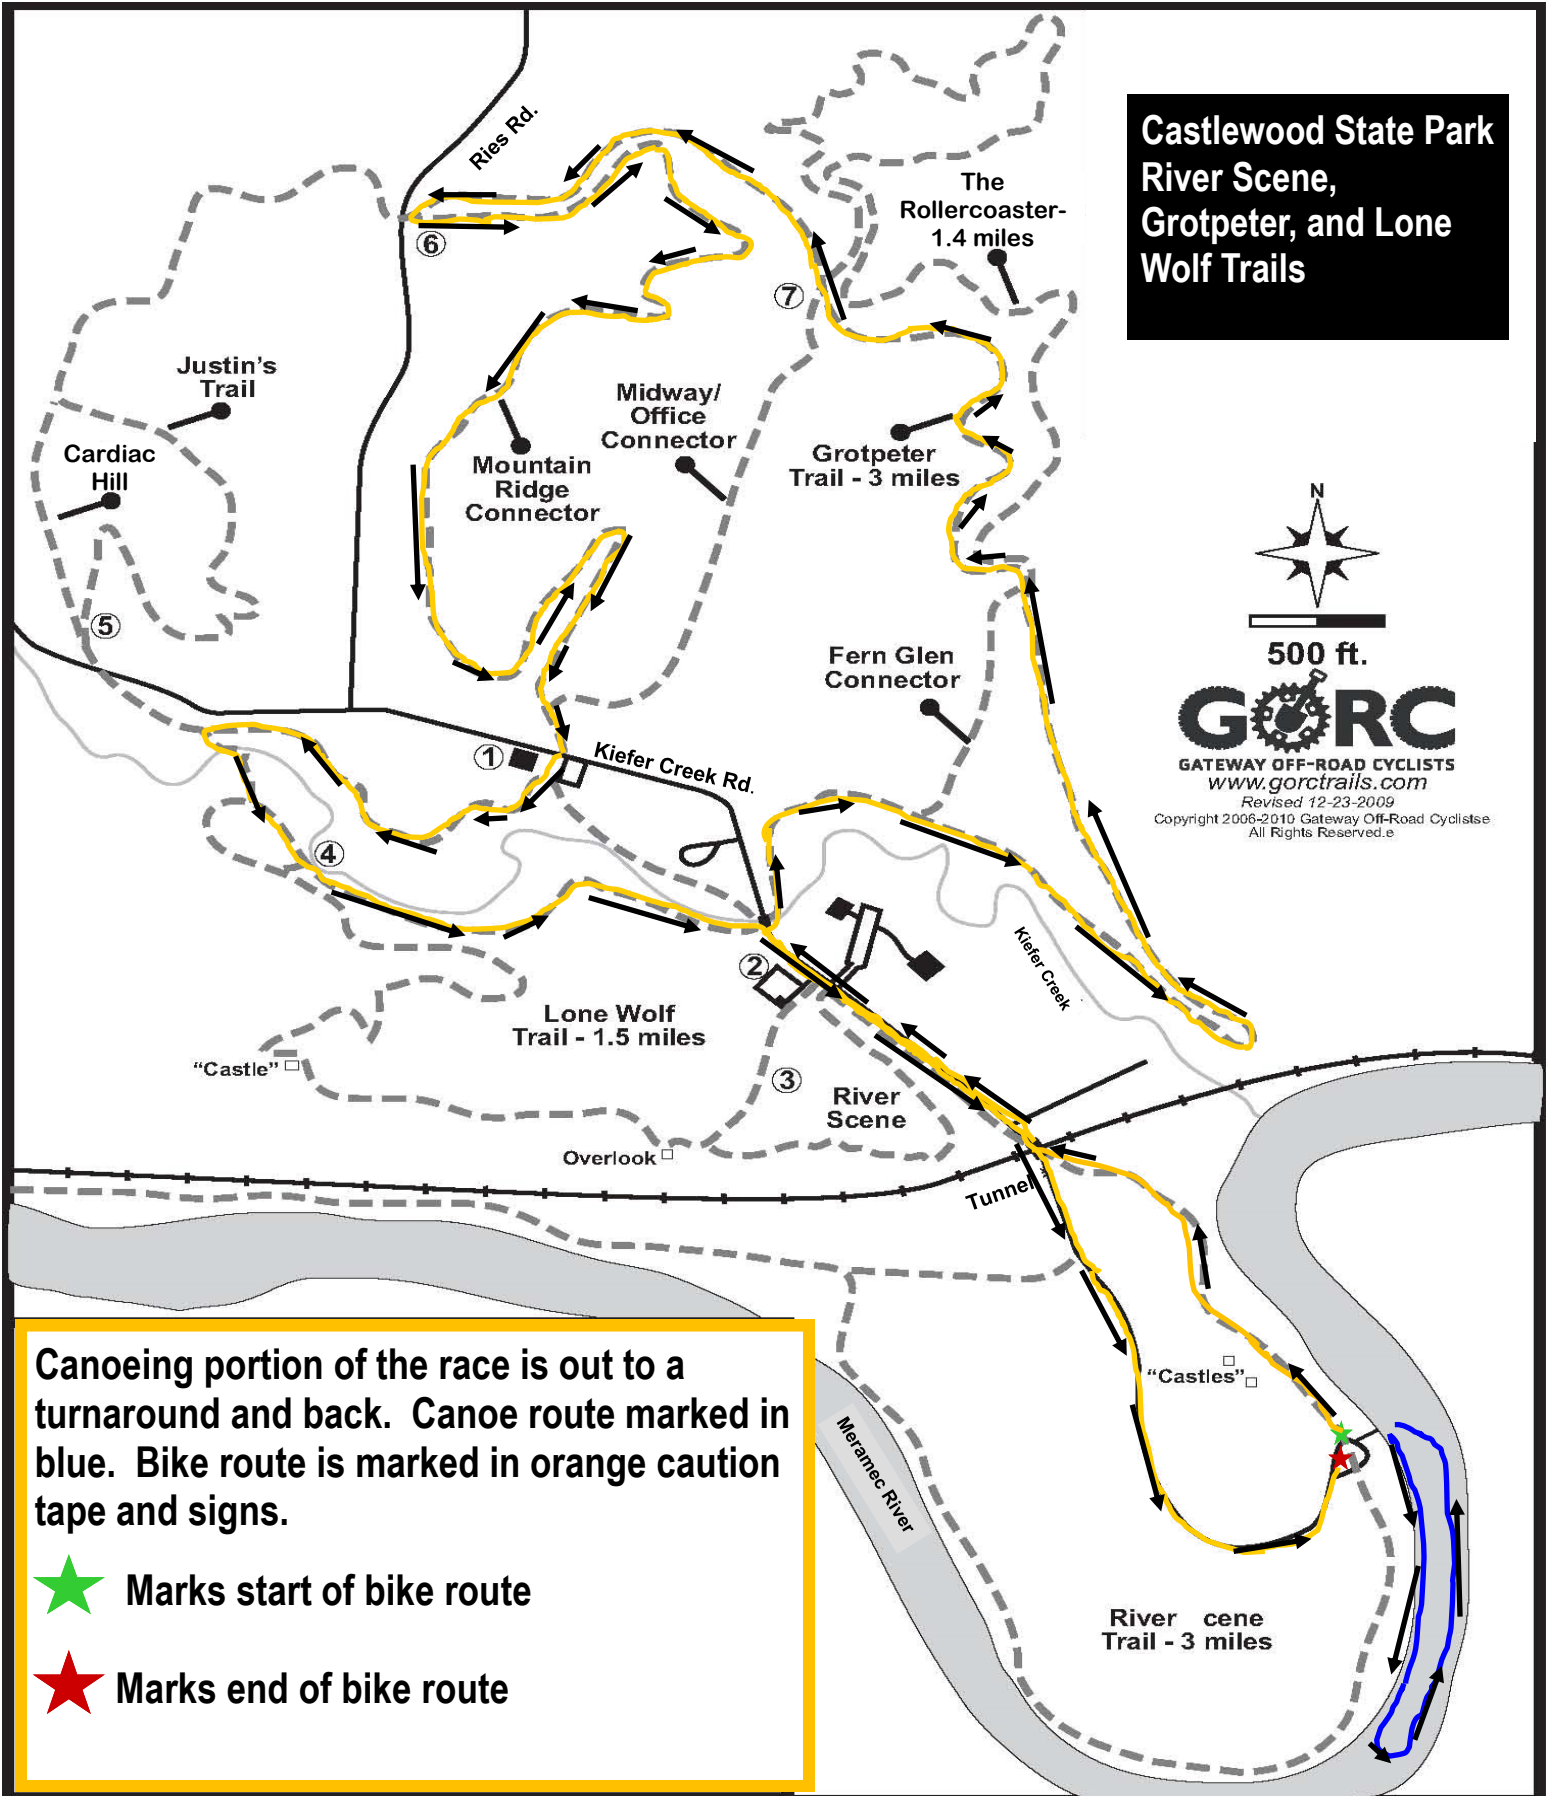 Castlewood State Park
River Scene,
Grotpeter, and Lone
Wolf Trails
Ries Rd.
The
Rollercoaster-
1.4 miles
6
7
Justin's
Trail
Cardiac
Hill
Midway/
Office
Connector
Mountain
Ridge
Connector
Grotpeter
Trail - 3 miles
N
500 ft.
GORC
GATEWAY OFF-ROAD CYCLISTS
www.gorctrails.com
Revised 12-23-2009
Copyright 2006-2010 Gateway Off-Road Cyclistse
All Rights Reserved.e
5
Fern Glen
Connector
1
Kiefer Creek Rd.
4
2
Kiefer Creek
Lone Wolf
Trail - 1.5 miles
"Castle"
3
River
Scene
Overlook
Tunnel
"Castles"
Meramec River
River cene
Trail - 3 miles
Canoeing portion of the race is out to a
turnaround and back. Canoe route marked in
blue. Bike route is marked in orange caution
tape and signs.
Marks start of bike route
Marks end of bike route